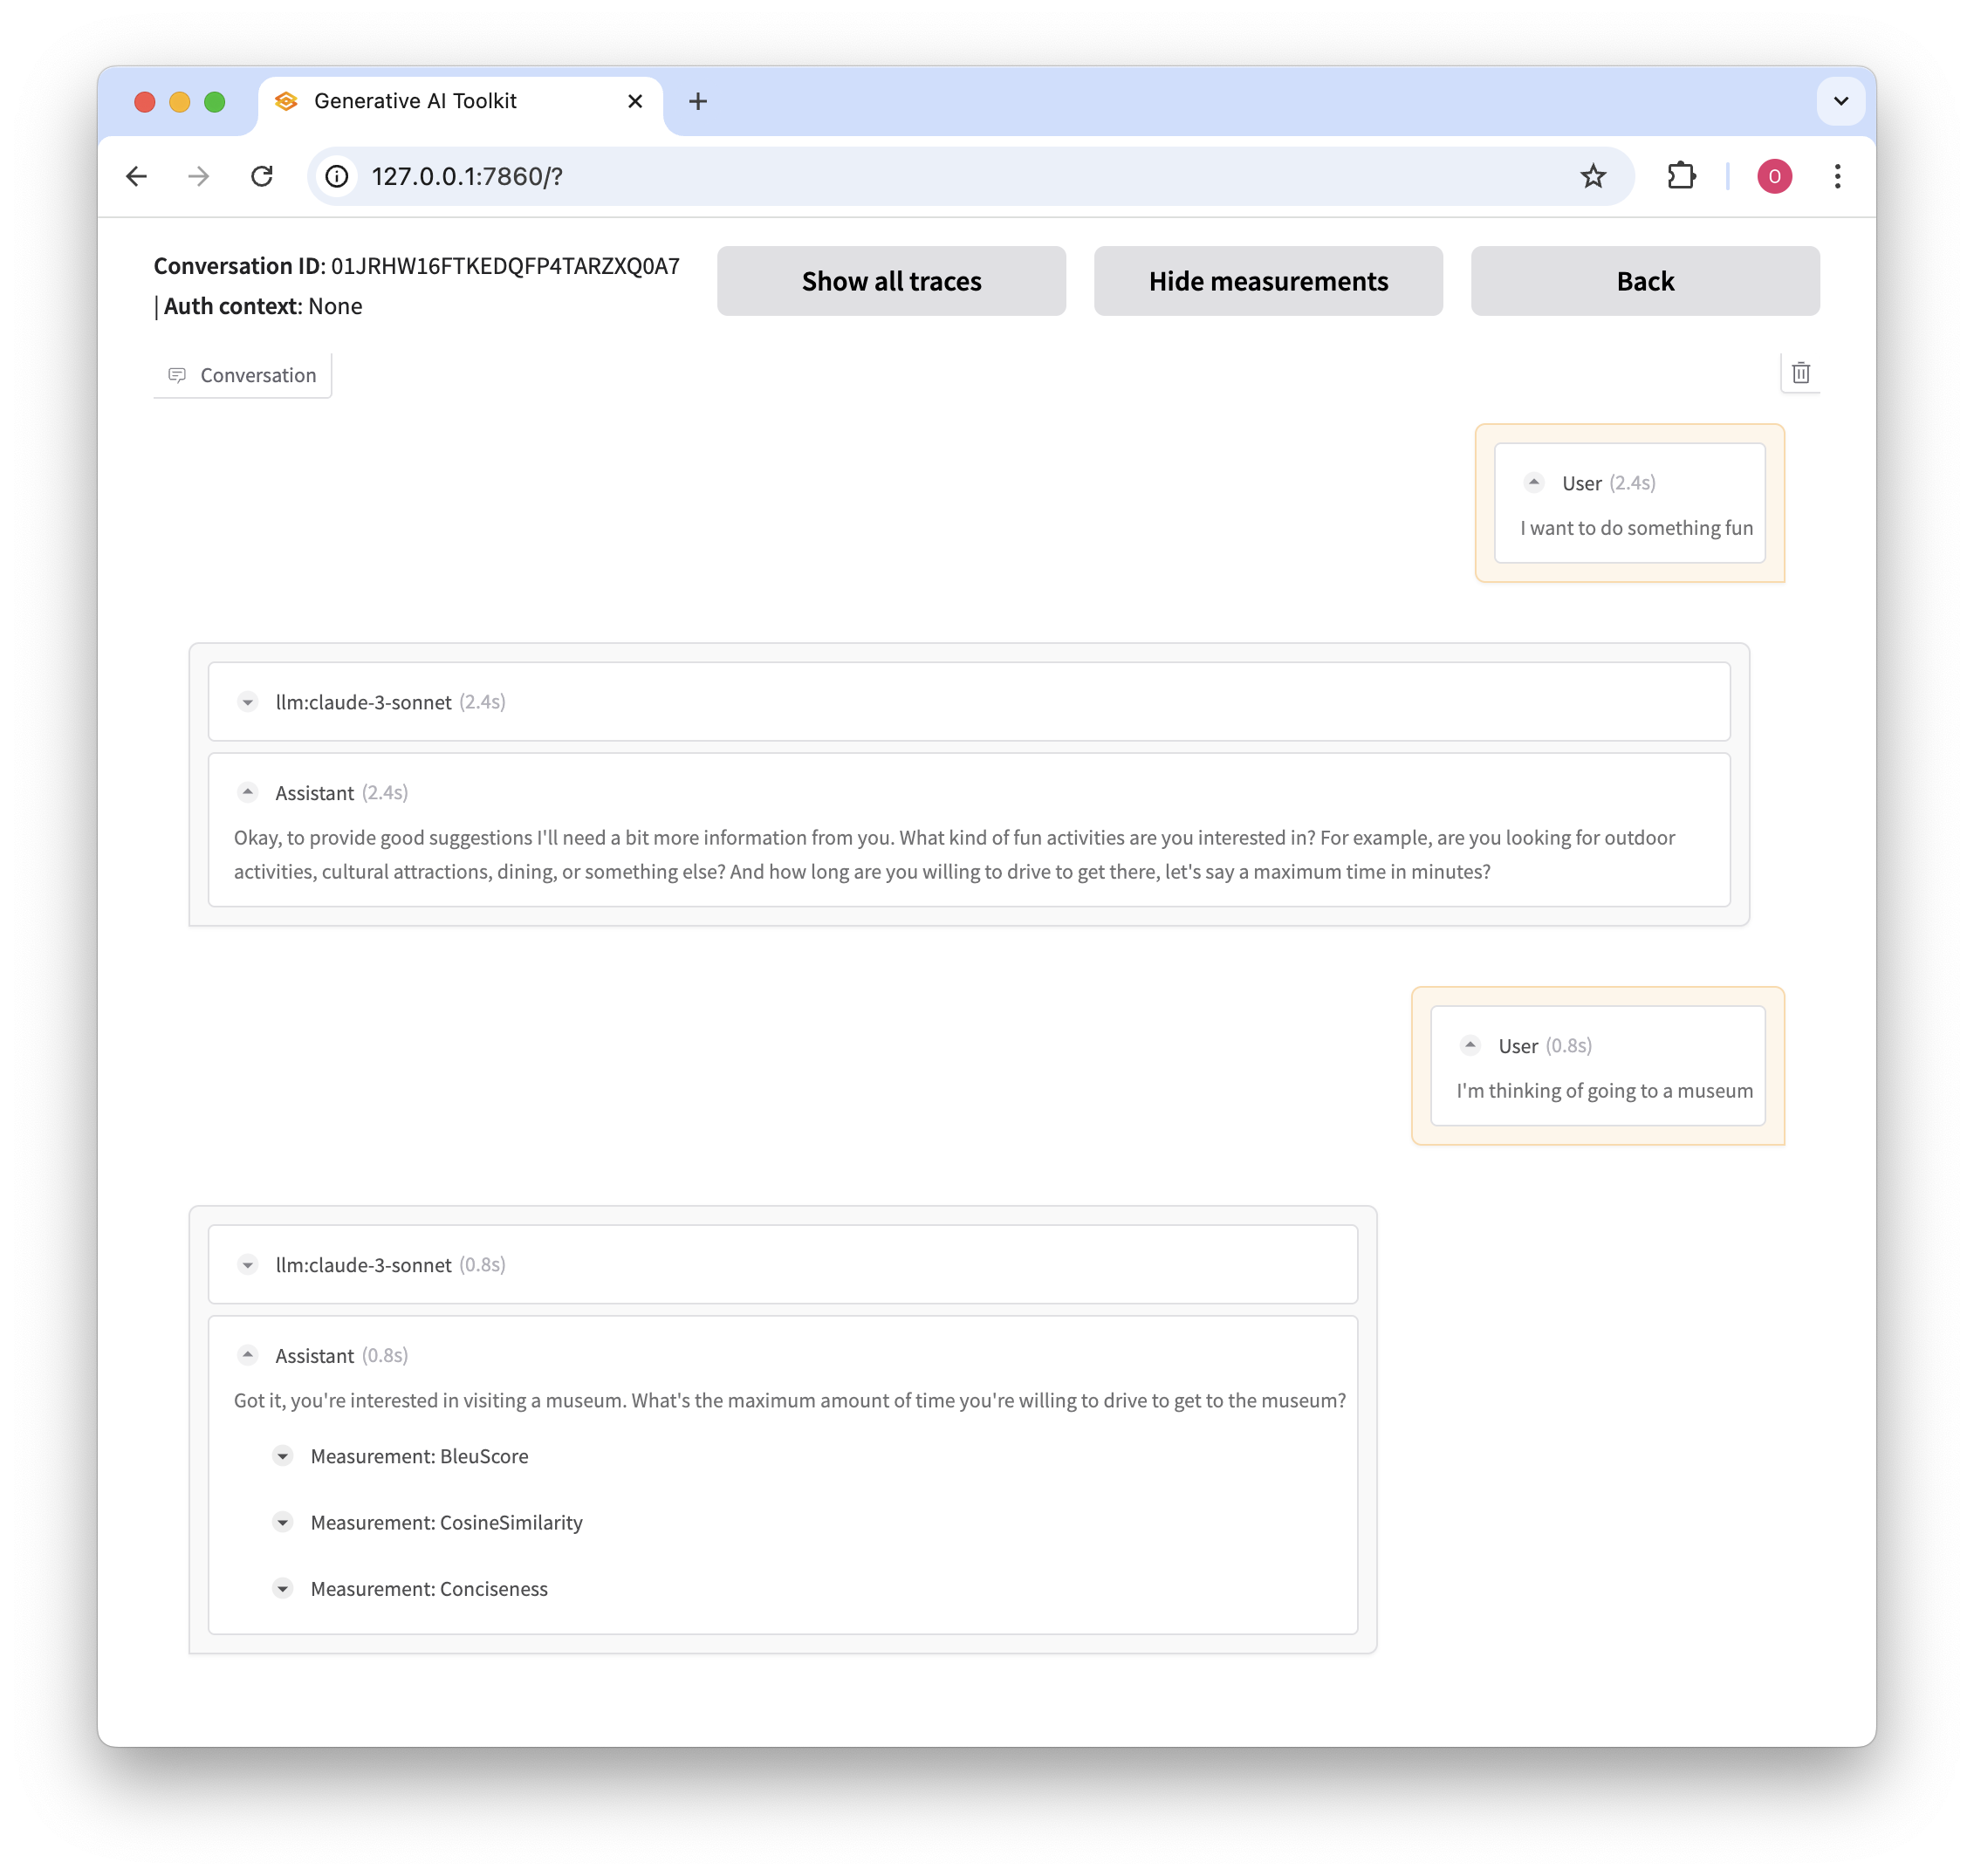 Generative AI Toolkit
127.0.0.1:7860/?
O
Conversation ID: 01JRHW16FTKEDQFP4TARZXQ0A7
| Auth context: None
Show all traces
Hide measurements
Back
Conversation
User (2.4s)
I want to do something fun
llm:claude-3-sonnet (2.4s)
Assistant (2.4s)
Okay, to provide good suggestions I'll need a bit more information from you. What kind of fun activities are you interested in? For example, are you looking for outdoor
activities, cultural attractions, dining, or something else? And how long are you willing to drive to get there, let's say a maximum time in minutes?
User (0.8s)
I'm thinking of going to a museum
llm:claude-3-sonnet (0.8s)
Assistant (0.8s)
Got it, you're interested in visiting a museum. What's the maximum amount of time you're willing to drive to get to the museum?
Measurement: BleuScore
Measurement: CosineSimilarity
Measurement: Conciseness